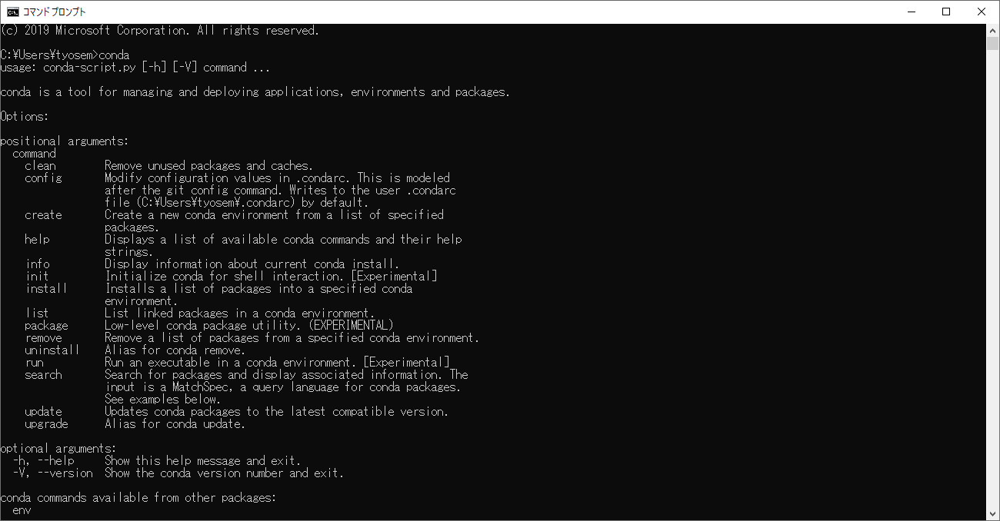 コマンド プロンプト
(c) 2019 Microsoft Corporation. All rights reserved.
C:¥Users¥tyosem>conda
usage: conda-script.py [-h] [-V] command ...
conda is a tool for managing and deploying applications, environments and packages.
Options:
positional arguments:
command
clean Remove unused packages and caches.
config Modify configuration values in .condarc. This is modeled
after the git config command. Writes to the user .condarc
file (C:¥Users¥tyosem¥.condarc) by default.
create Create a new conda environment from a list of specified
packages.
help Displays a list of available conda commands and their help
strings.
info Display information about current conda install.
init Initialize conda for shell interaction. [Experimental]
install Installs a list of packages into a specified conda
environment.
list List linked packages in a conda environment.
package Low-level conda package utility. (EXPERIMENTAL)
remove Remove a list of packages from a specified conda environment.
uninstall Alias for conda remove.
run Run an executable in a conda environment. [Experimental]
search Search for packages and display associated information. The
input is a MatchSpec, a query language for conda packages.
See examples below.
update Updates conda packages to the latest compatible version.
upgrade Alias for conda update.
optional arguments:
-h, --help Show this help message and exit.
-V, --version Show the conda version number and exit.
conda commands available from other packages:
env